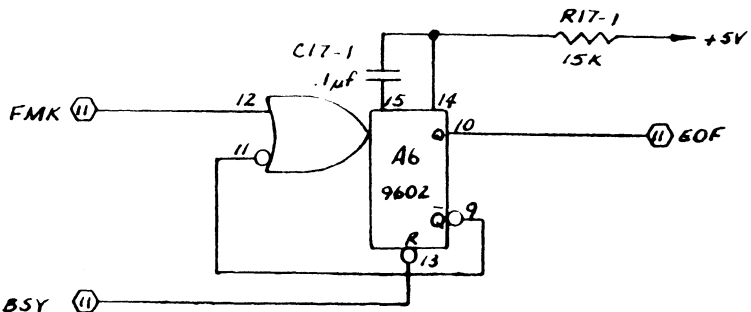 R17-1
+5V
15K
C17-1
.1µf
15
14
FMK 11
12
11
A6
9602
Q 10
11 EOF
Q̅ 9
R
13
BSY 11